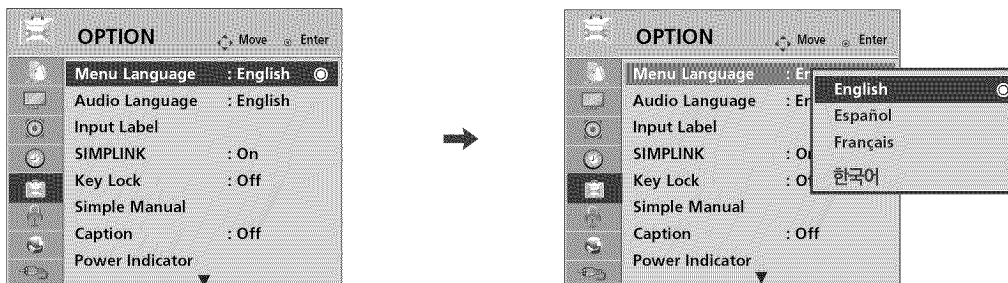 OPTION Move Enter
Menu Language : English
Audio Language : English
Input Label
SIMPLINK : On
Key Lock : Off
Simple Manual
Caption : Off
Power Indicator
OPTION Move Enter
Menu Language : En
Audio Language : En
Input Label
SIMPLINK : O
Key Lock : O
Simple Manual
Caption : Off
Power Indicator
English
Español
Français
한국어